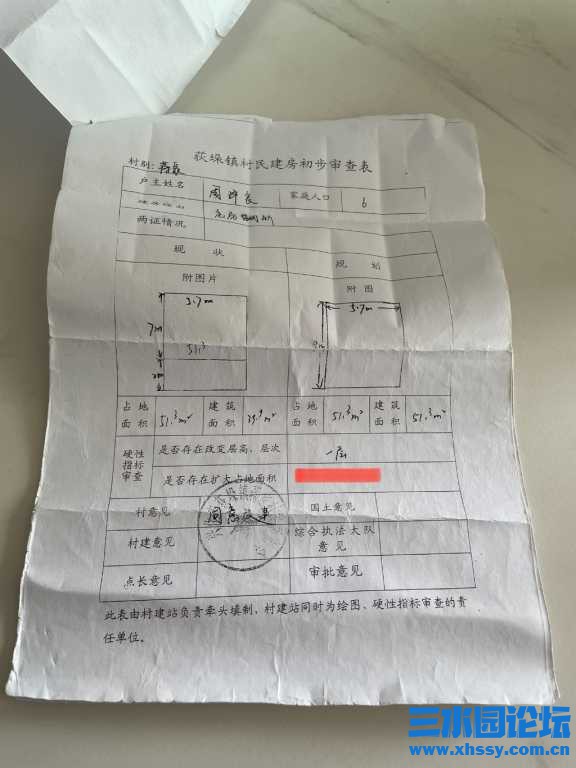 荻垛镇村民建房初步审查表
村别:
户主姓名 家庭人口 6
两证情况
现状 规站
附图片 附图
5.7m 5.7m
7m
51.3
2m
占地面积 51.3m² 建筑面积 39.9m² 占地面积 51.3m² 建筑面积 51.3m²
硬性指标审查 是否存在改变层高、层次 一层
是否存在扩大占地面积
村意见 国土意见
村建意见 综合执法大队意见
点长意见 审批意见
此表由村建站负责牵头填制，村建站同时为绘图、硬性指标审查的责
任单位。
三水园论坛
www.xhssy.com.cn